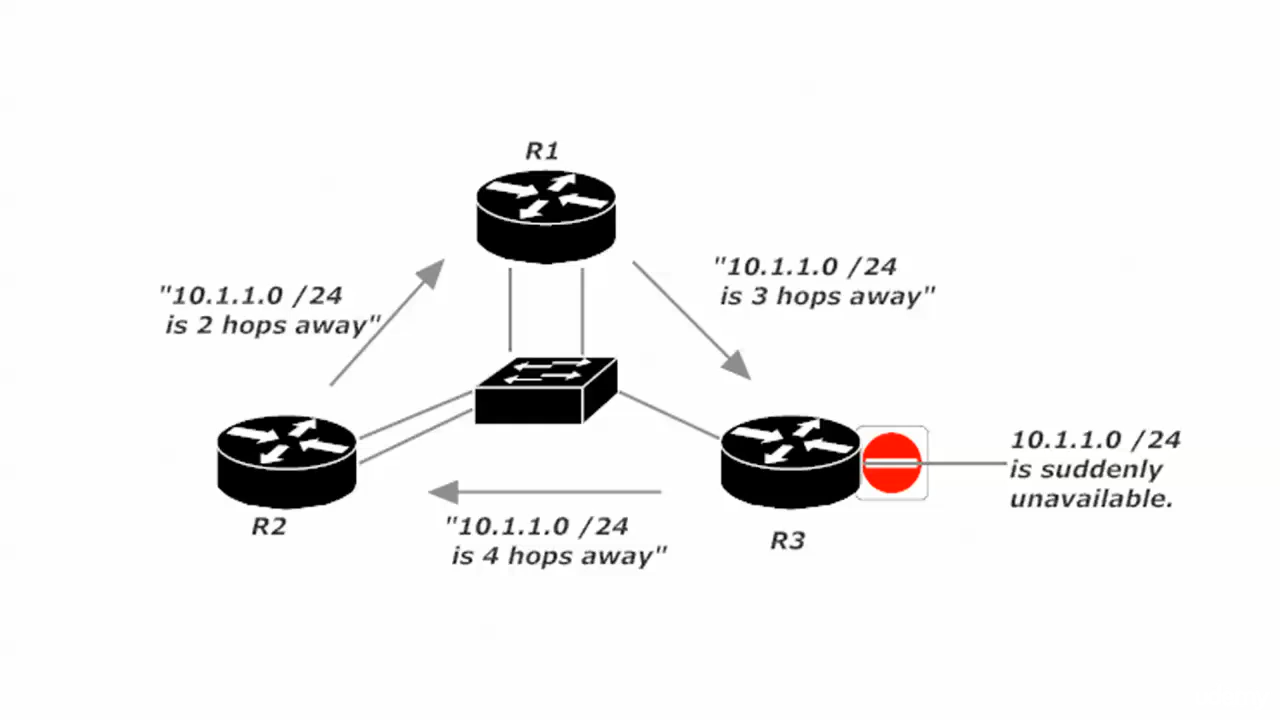 R1
"10.1.1.0 /24
is 3 hops away"
"10.1.1.0 /24
is 2 hops away"
10.1.1.0 /24
is suddenly
unavailable.
R2
"10.1.1.0 /24
is 4 hops away"
R3